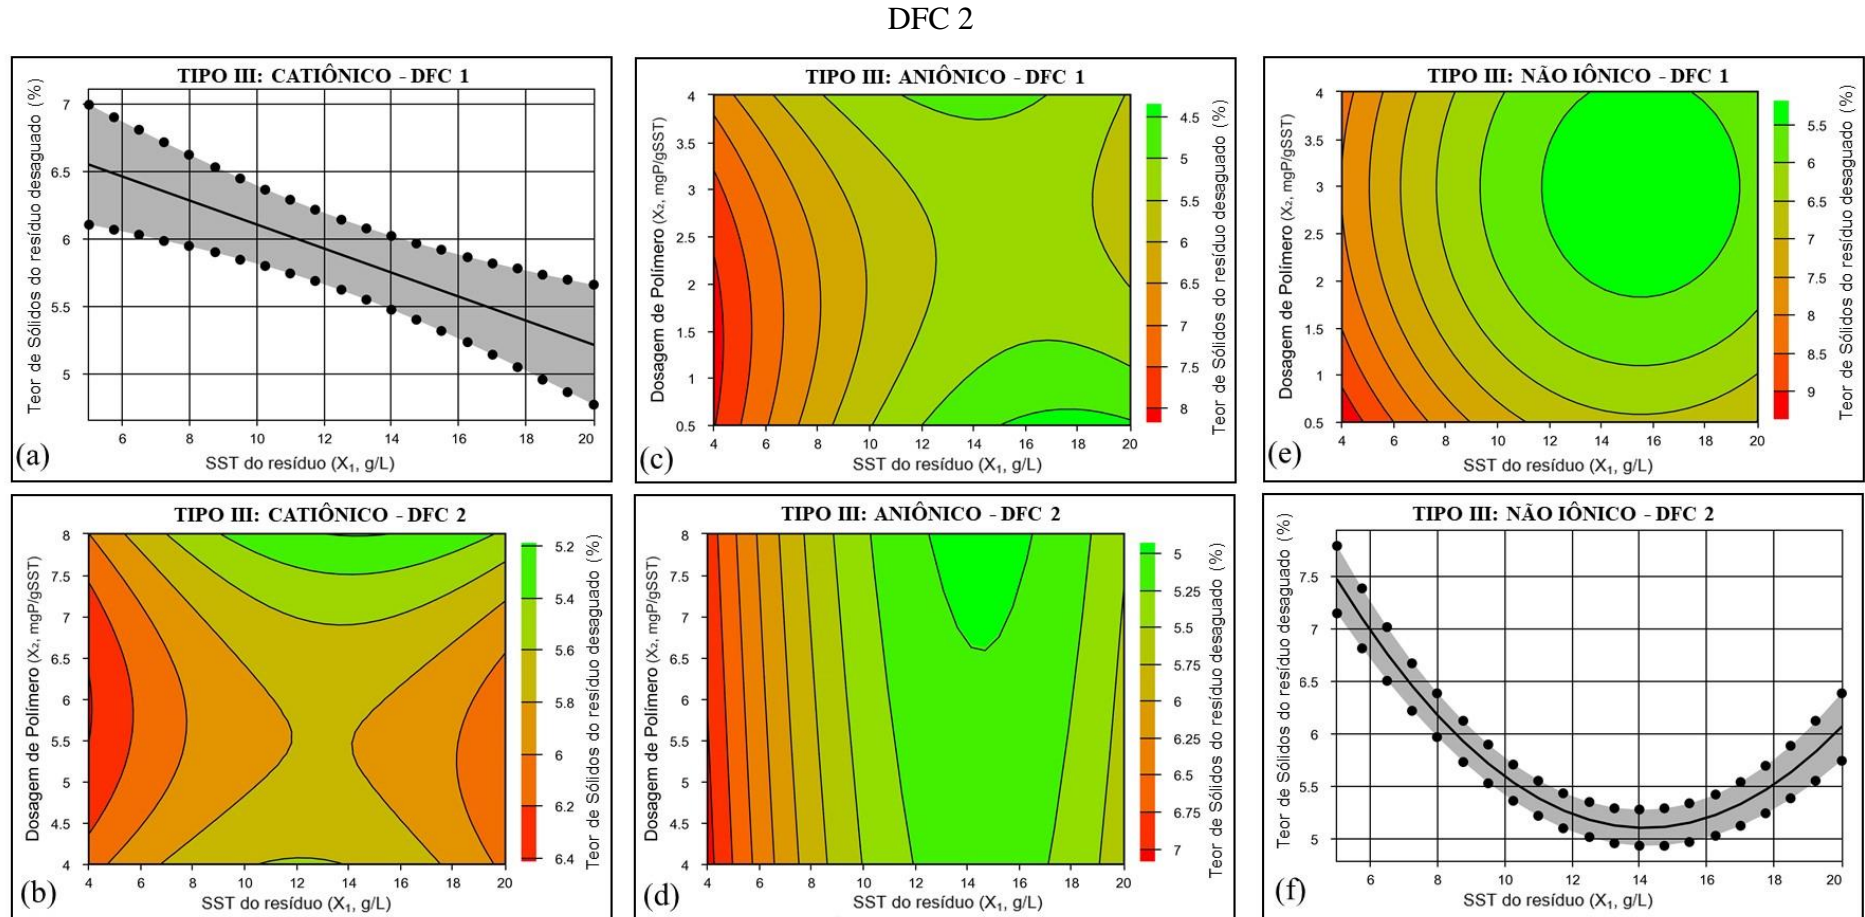 DFC 2
TIPO III: CATIÔNICO - DFC 1
Teor de Sólidos do resíduo desaguado (%)
7
6.5
6
5.5
5
6 8 10 12 14 16 18 20
SST do resíduo (X₁, g/L)
(a)
TIPO III: ANIÔNICO - DFC 1
Dosagem de Polímero (X₂, mgP/gSST)
4
3.5
3
2.5
2
1.5
1
0.5
4 6 8 10 12 14 16 18 20
SST do resíduo (X₁, g/L)
4.5
5
5.5
6
6.5
7
7.5
8
Teor de Sólidos do resíduo desaguado (%)
(c)
TIPO III: NÃO IÔNICO - DFC 1
Dosagem de Polímero (X₂, mgP/gSST)
4
3.5
3
2.5
2
1.5
1
0.5
4 6 8 10 12 14 16 18 20
SST do resíduo (X₁, g/L)
5.5
6
6.5
7
7.5
8
8.5
9
Teor de Sólidos do resíduo desaguado (%)
(e)
TIPO III: CATIÔNICO - DFC 2
Dosagem de Polímero (X₂, mgP/gSST)
8
7.5
7
6.5
6
5.5
5
4.5
4
4 6 8 10 12 14 16 18 20
SST do resíduo (X₁, g/L)
5.2
5.4
5.6
5.8
6
6.2
6.4
Teor de Sólidos do resíduo desaguado (%)
(b)
TIPO III: ANIÔNICO - DFC 2
Dosagem de Polímero (X₂, mgP/gSST)
8
7.5
7
6.5
6
5.5
5
4.5
4
4 6 8 10 12 14 16 18 20
SST do resíduo (X₁, g/L)
5
5.25
5.5
5.75
6
6.25
6.5
6.75
7
Teor de Sólidos do resíduo desaguado (%)
(d)
TIPO III: NÃO IÔNICO - DFC 2
Teor de Sólidos do resíduo desaguado (%)
7.5
7
6.5
6
5.5
5
6 8 10 12 14 16 18 20
SST do resíduo (X₁, g/L)
(f)